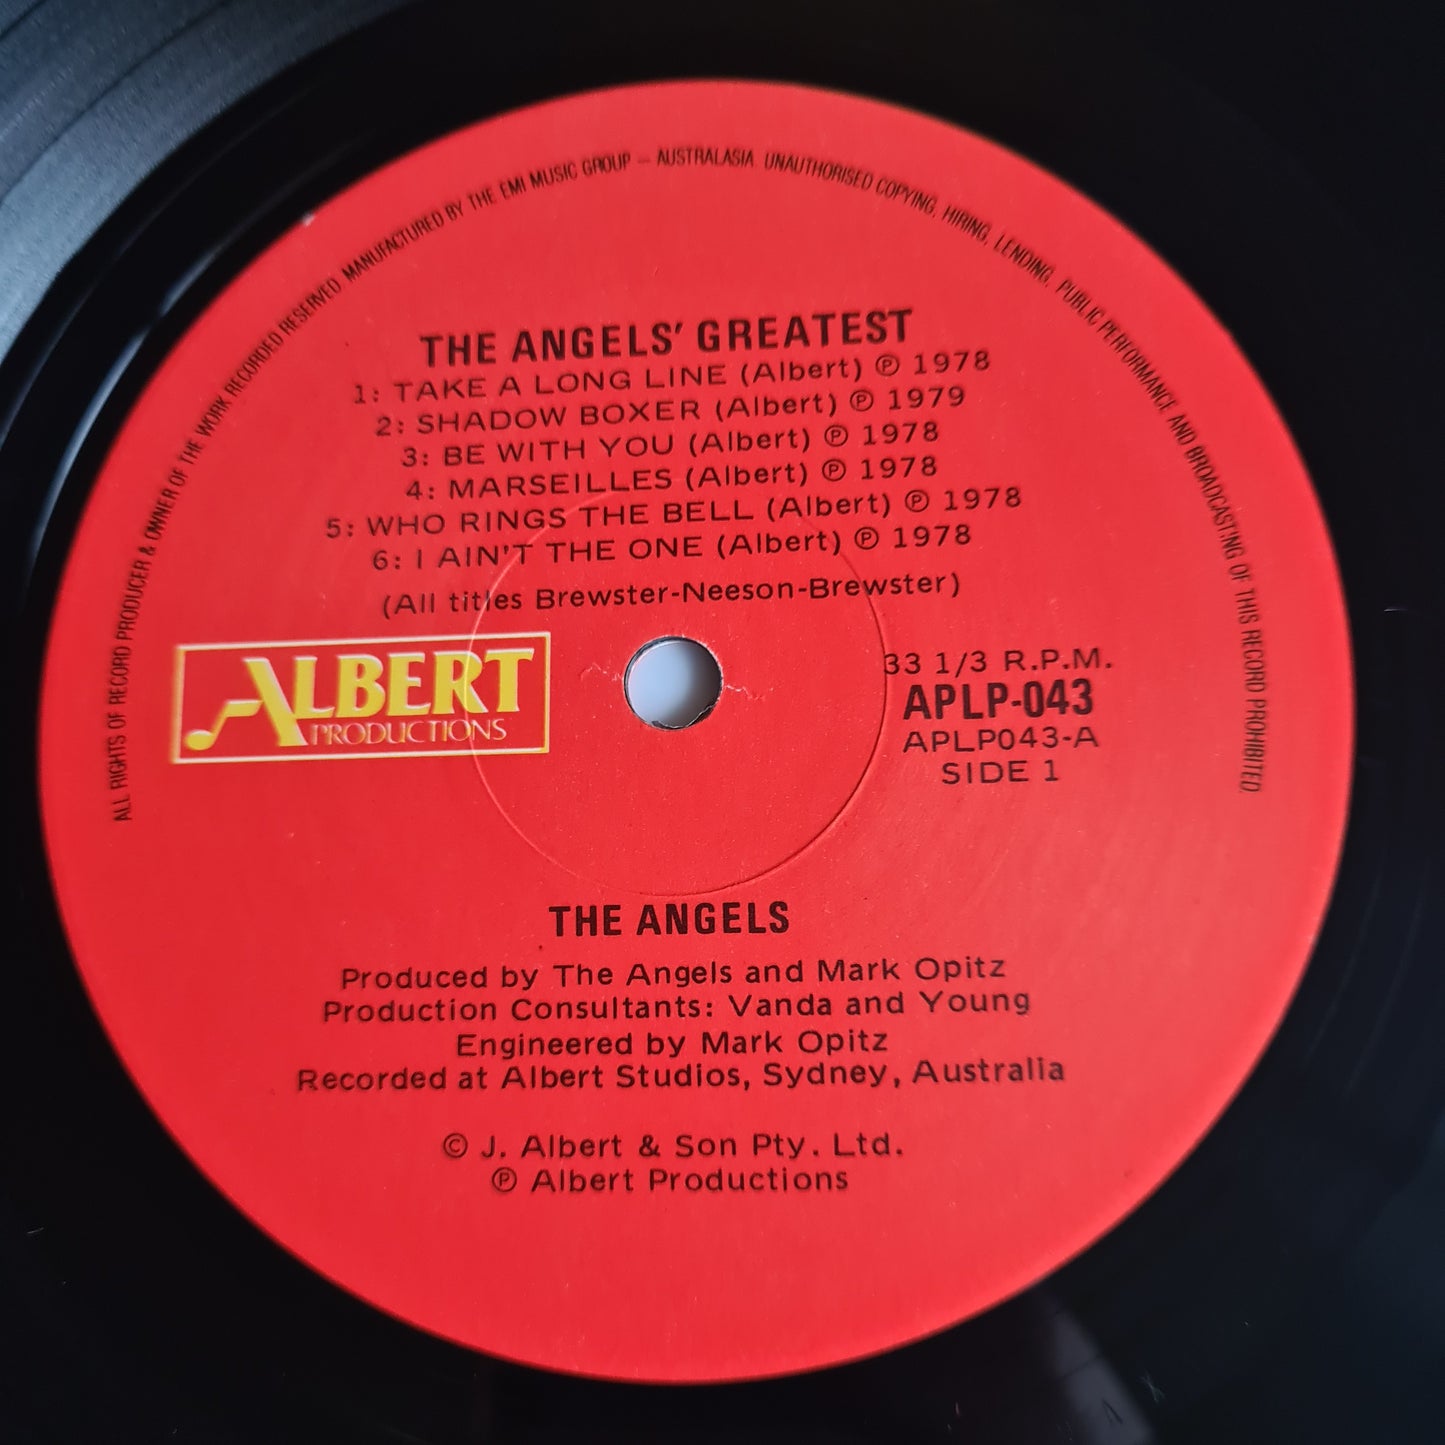 ALL RIGHTS OF RECORD PRODUCER & OWNER OF THE WORK RECORDED RESERVED. MANUFACTURED BY THE EMI MUSIC GROUP – AUSTRALASIA. UNAUTHORISED COPYING, HIRING, LENDING, PUBLIC PERFORMANCE AND BROADCASTING OF THIS RECORD PROHIBITED.
THE ANGELS' GREATEST
1: TAKE A LONG LINE (Albert) ℗ 1978
2: SHADOW BOXER (Albert) ℗ 1979
3: BE WITH YOU (Albert) ℗ 1978
4: MARSEILLES (Albert) ℗ 1978
5: WHO RINGS THE BELL (Albert) ℗ 1978
6: I AIN'T THE ONE (Albert) ℗ 1978
(All titles Brewster-Neeson-Brewster)
ALBERT
PRODUCTIONS
33 1/3 R.P.M.
APLP-043
APLP043-A
SIDE 1
THE ANGELS
Produced by The Angels and Mark Opitz
Production Consultants: Vanda and Young
Engineered by Mark Opitz
Recorded at Albert Studios, Sydney, Australia
© J. Albert & Son Pty. Ltd.
℗ Albert Productions